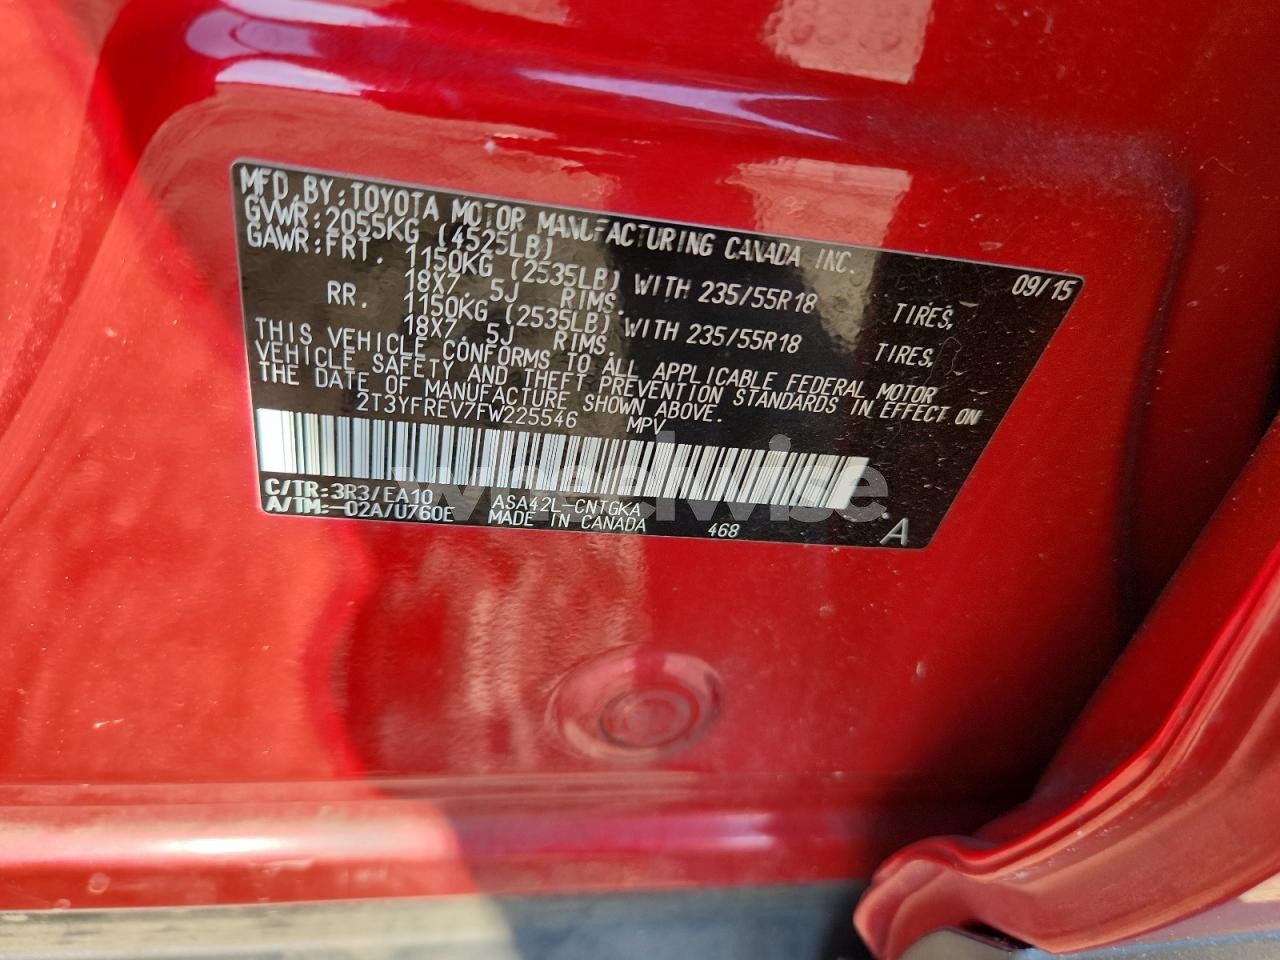 MFD. BY: TOYOTA MOTOR MANUFACTURING CANADA INC. 09/15
GVWR: 2055KG (4525LB)
GAWR: FRT. 1150KG (2535LB) WITH 235/55R18 TIRES,
18X7. 5J RIMS.
RR. 1150KG (2535LB) WITH 235/55R18 TIRES,
18X7. 5J RIMS.
THIS VEHICLE CONFORMS TO ALL APPLICABLE FEDERAL MOTOR
VEHICLE SAFETY AND THEFT PREVENTION STANDARDS IN EFFECT ON
THE DATE OF MANUFACTURE SHOWN ABOVE.
2T3YFREV7FW225546 MPV
wheelwise
C/TR: 3R3/EA10 ASA42L-CNTGKA
A/TM: -02A/U760E MADE IN CANADA 468 A